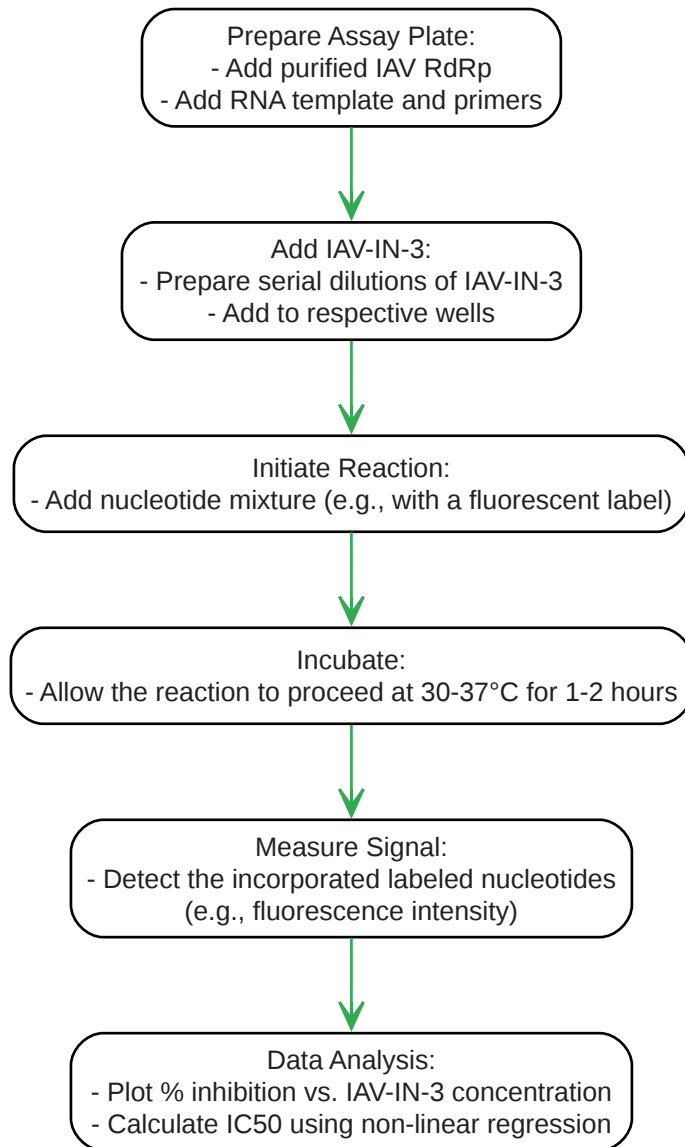 Prepare Assay Plate:
- Add purified IAV RdRp
- Add RNA template and primers
Add IAV-IN-3:
- Prepare serial dilutions of IAV-IN-3
- Add to respective wells
Initiate Reaction:
- Add nucleotide mixture (e.g., with a fluorescent label)
Incubate:
- Allow the reaction to proceed at 30-37°C for 1-2 hours
Measure Signal:
- Detect the incorporated labeled nucleotides
(e.g., fluorescence intensity)
Data Analysis:
- Plot % inhibition vs. IAV-IN-3 concentration
- Calculate IC50 using non-linear regression